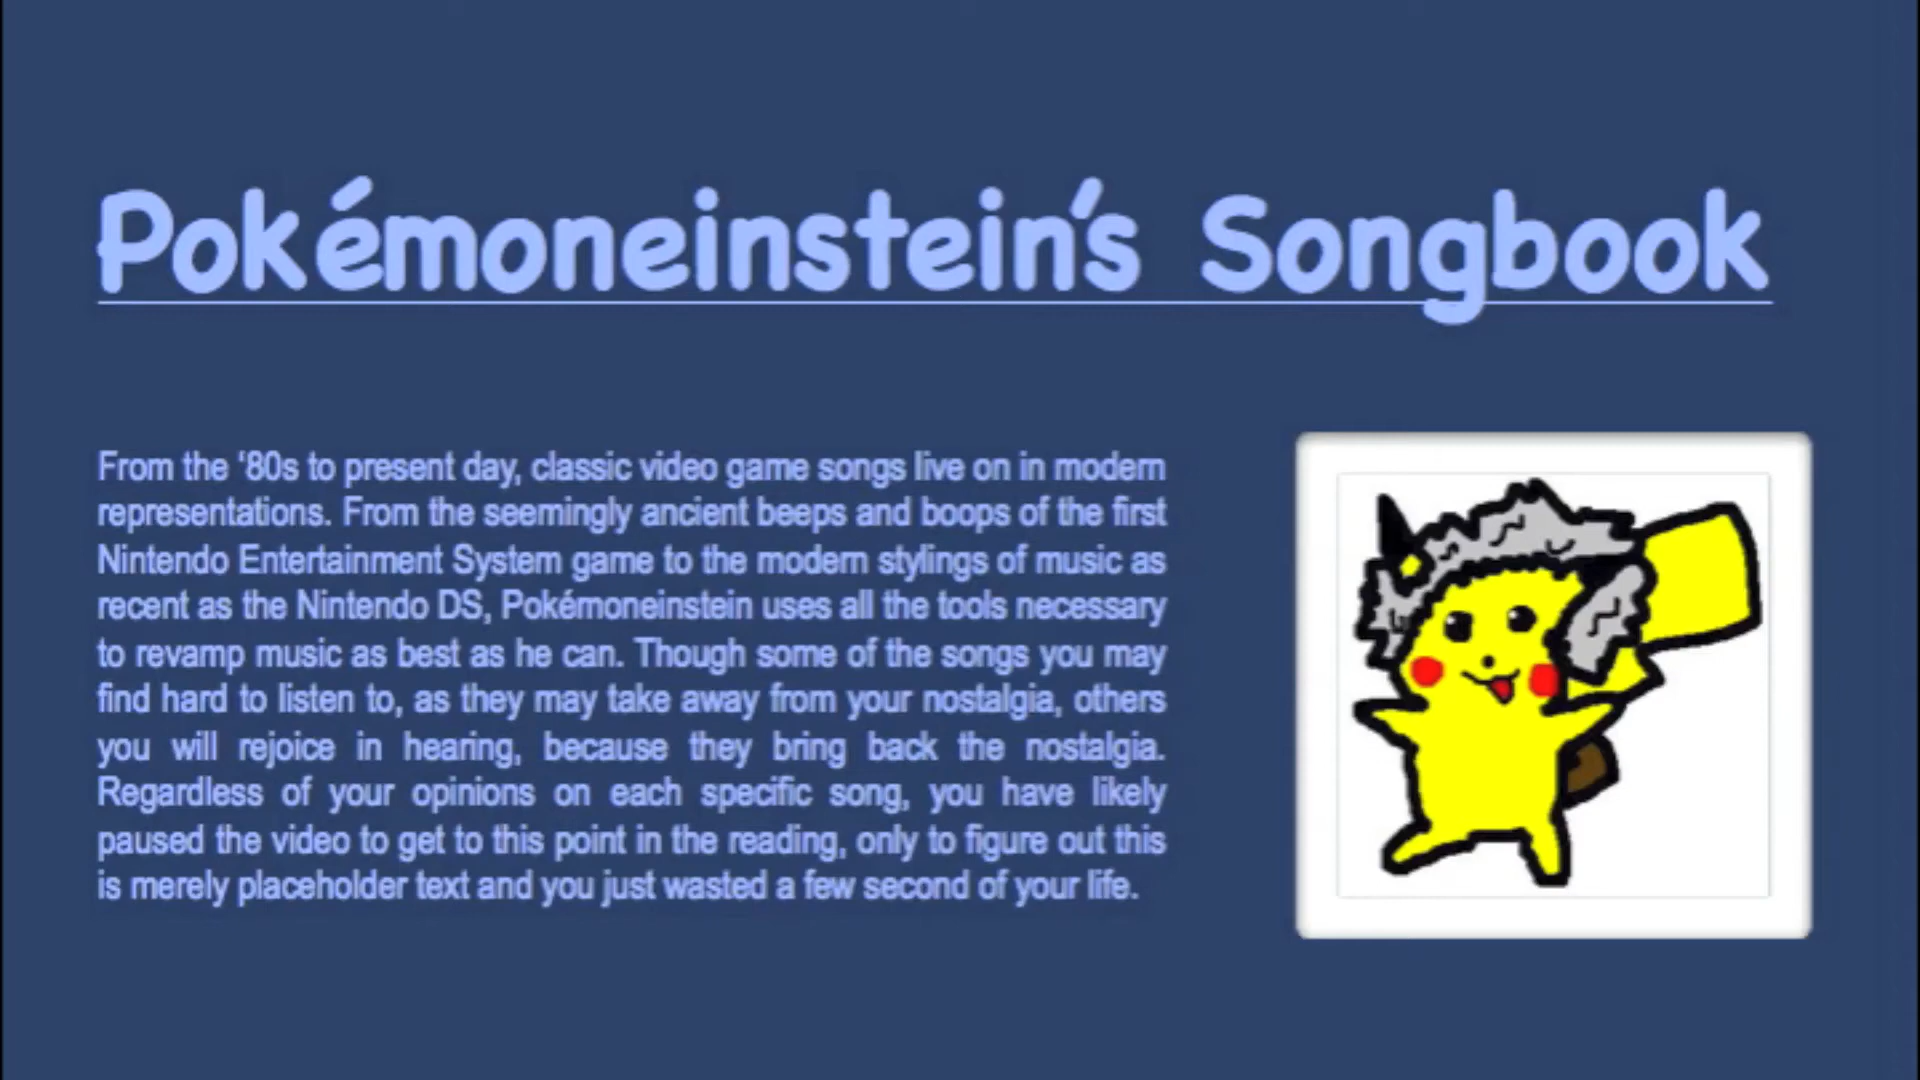 Pokémoneinstein's Songbook
From the '80s to present day, classic video game songs live on in modern
representations. From the seemingly ancient beeps and boops of the first
Nintendo Entertainment System game to the modern stylings of music as
recent as the Nintendo DS, Pokémoneinstein uses all the tools necessary
to revamp music as best as he can. Though some of the songs you may
find hard to listen to, as they may take away from your nostalgia, others
you will rejoice in hearing, because they bring back the nostalgia.
Regardless of your opinions on each specific song, you have likely
paused the video to get to this point in the reading, only to figure out this
is merely placeholder text and you just wasted a few second of your life.